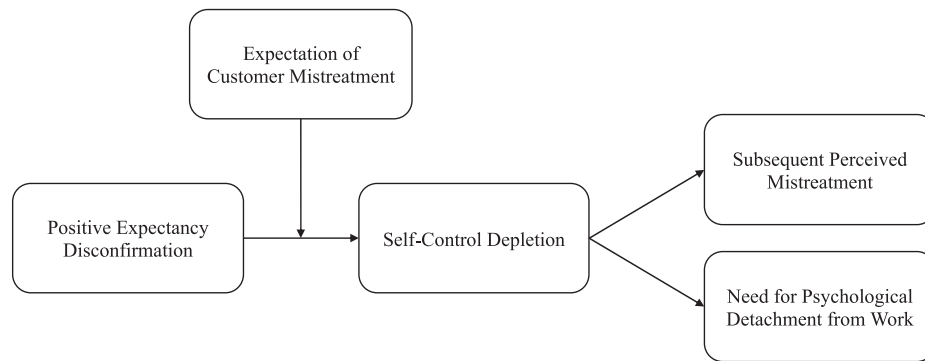 Expectation of
Customer Mistreatment
Positive Expectancy
Disconfirmation
Self-Control Depletion
Subsequent Perceived
Mistreatment
Need for Psychological
Detachment from Work